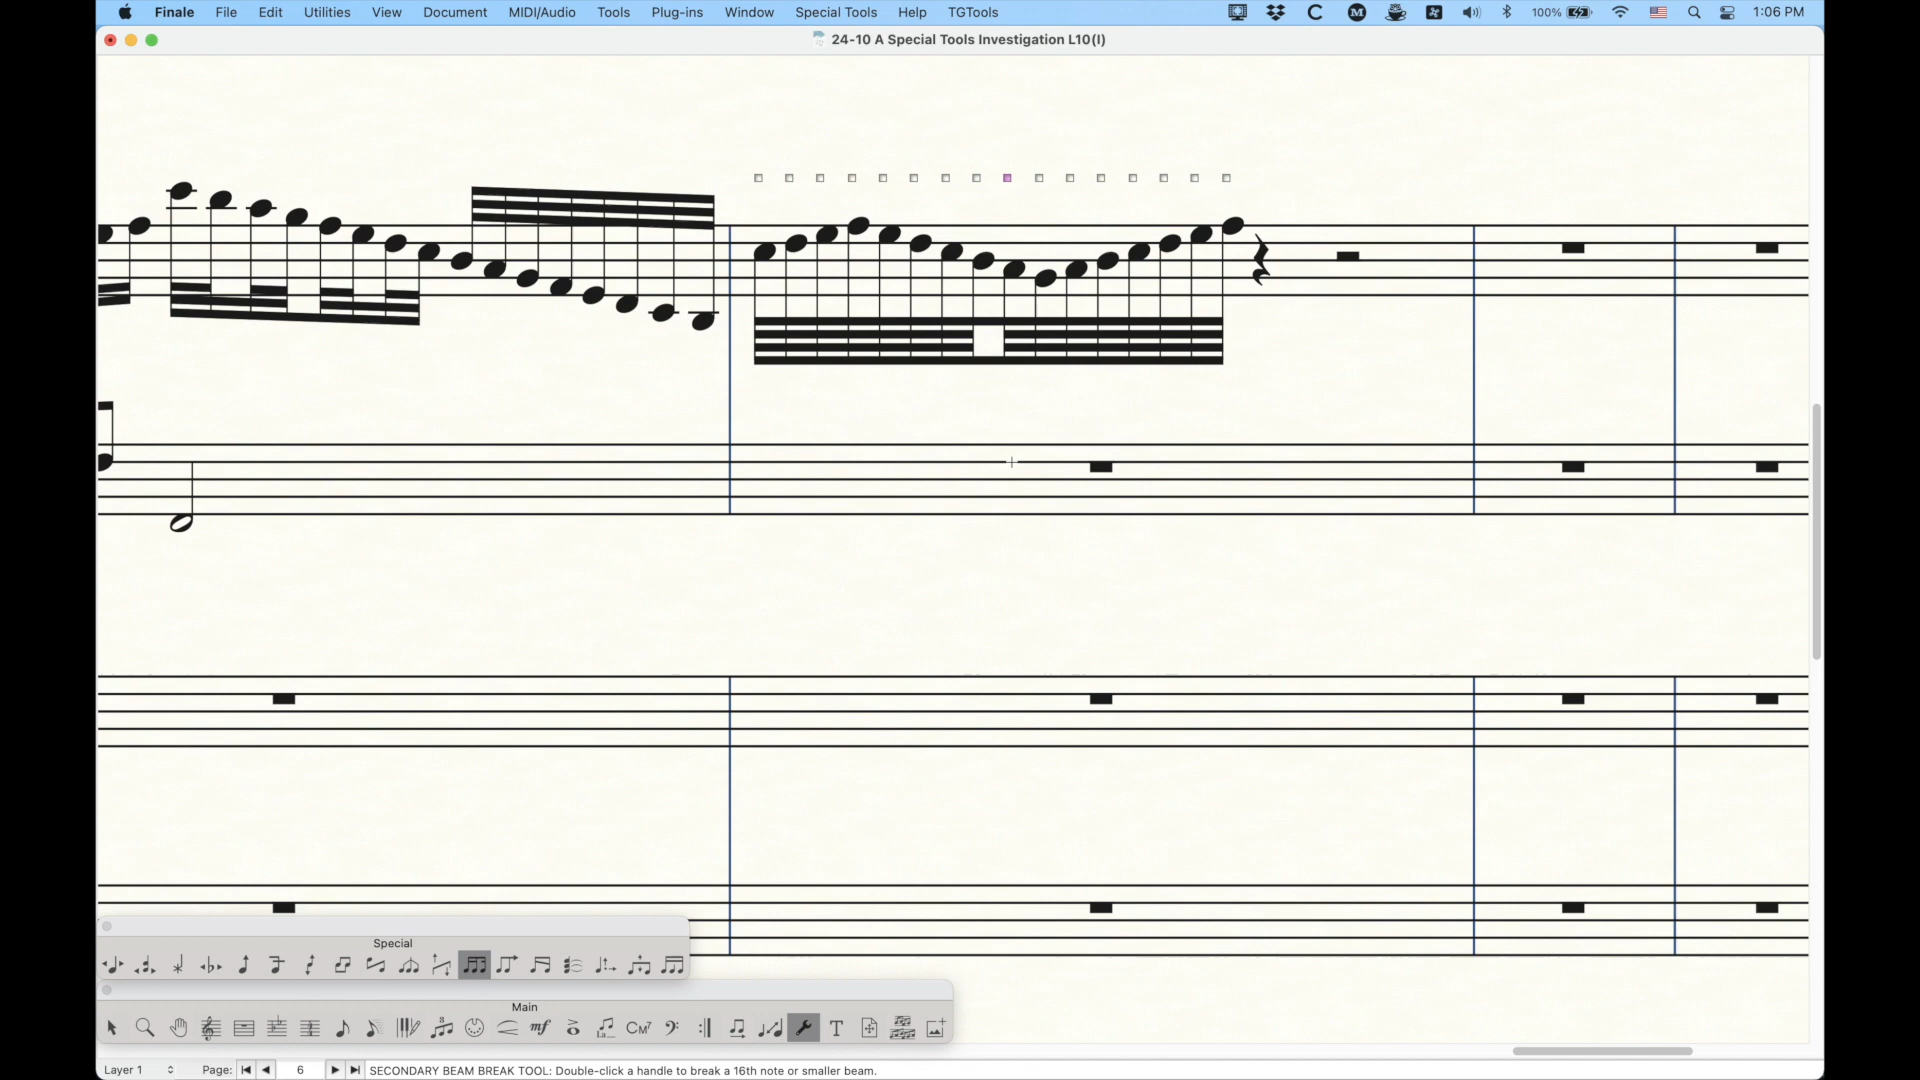 Finale File Edit Utilities View Document MIDI/Audio Tools Plug-ins Window Special Tools Help TGTools 100% 1:06 PM
24-10 A Special Tools Investigation L10(I)
Special
Main
mf CM7 T
Layer 1 Page: 6 SECONDARY BEAM BREAK TOOL: Double-click a handle to break a 16th note or smaller beam.